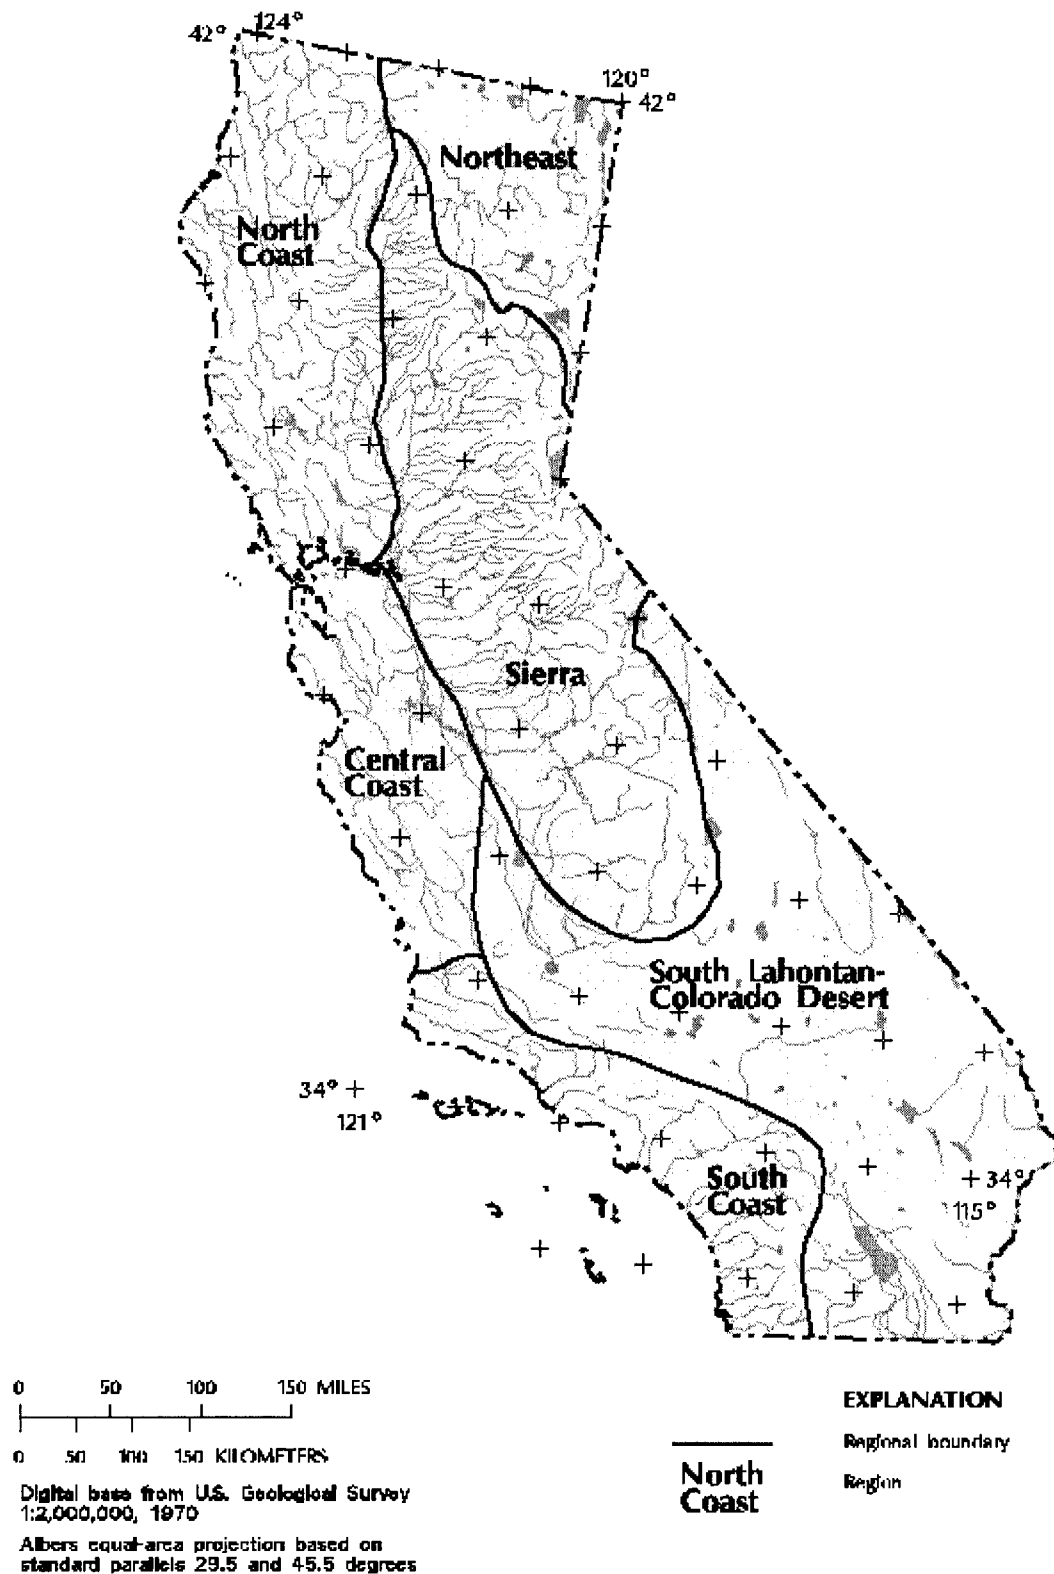 42° 124°
120°
42°
Northeast
North
Coast
Sierra
Central
Coast
South Lahontan-
Colorado Desert
34°
121°
South
Coast
34°
115°
0 50 100 150 MILES
0 50 100 150 KILOMETERS
Digital base from U.S. Geological Survey
1:2,000,000, 1970
Albers equal-area projection based on
standard parallels 29.5 and 45.5 degrees
EXPLANATION
Regional boundary
North
Coast
Region